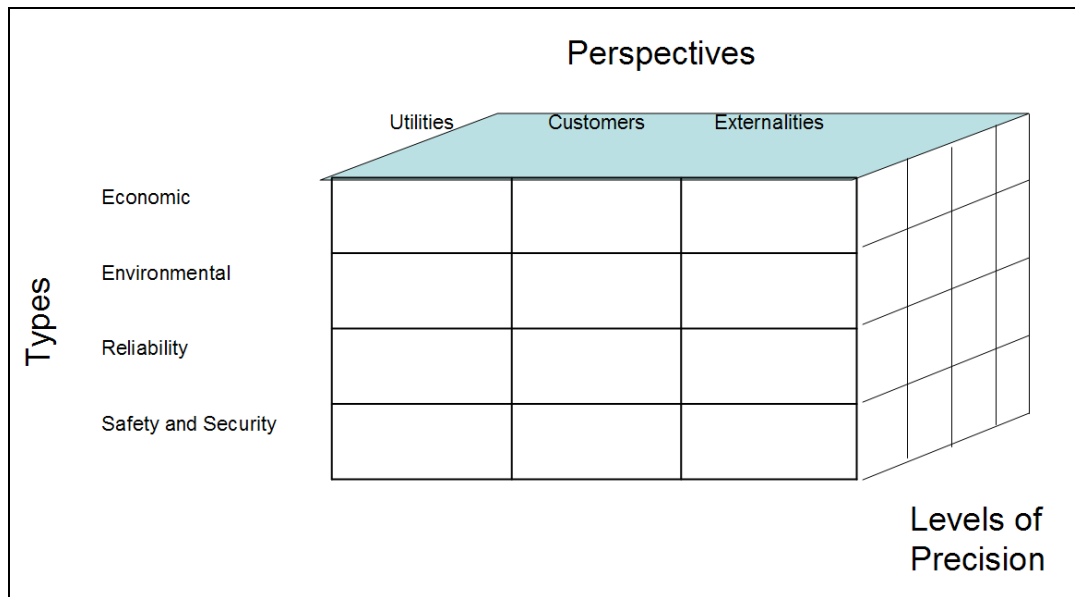 Perspectives
Utilities Customers Externalities
Economic
Environmental
Types
Reliability
Safety and Security
Levels of
Precision